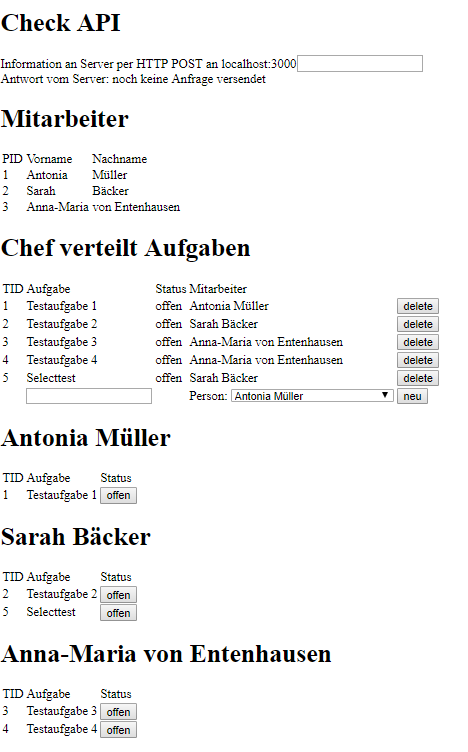 Check API
Information an Server per HTTP POST an localhost:3000
Antwort vom Server: noch keine Anfrage versendet
Mitarbeiter
PID Vorname Nachname
1 Antonia Müller
2 Sarah Bäcker
3 Anna-Maria von Entenhausen
Chef verteilt Aufgaben
TID Aufgabe Status Mitarbeiter
1 Testaufgabe 1 offen Antonia Müller delete
2 Testaufgabe 2 offen Sarah Bäcker delete
3 Testaufgabe 3 offen Anna-Maria von Entenhausen delete
4 Testaufgabe 4 offen Anna-Maria von Entenhausen delete
5 Selecttest offen Sarah Bäcker delete
Person: Antonia Müller neu
Antonia Müller
TID Aufgabe Status
1 Testaufgabe 1 offen
Sarah Bäcker
TID Aufgabe Status
2 Testaufgabe 2 offen
5 Selecttest offen
Anna-Maria von Entenhausen
TID Aufgabe Status
3 Testaufgabe 3 offen
4 Testaufgabe 4 offen